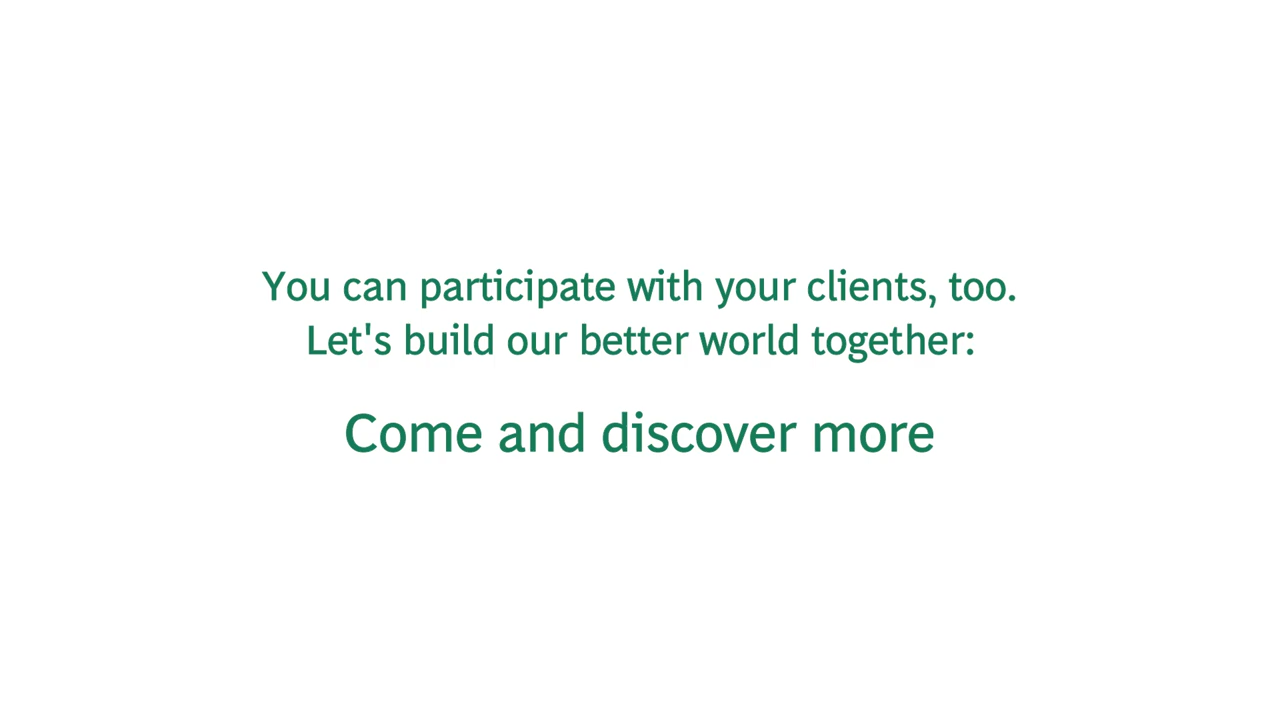 You can participate with your clients, too.
Let's build our better world together:
Come and discover more